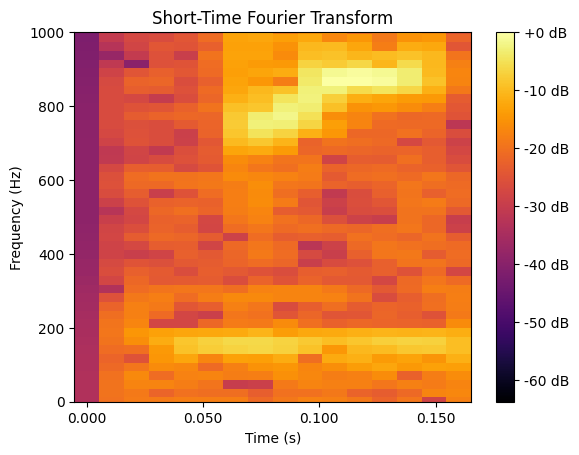 Short-Time Fourier Transform
Frequency (Hz)
1000
800
600
400
200
0
0.000
0.050
0.100
0.150
Time (s)
+0 dB
-10 dB
-20 dB
-30 dB
-40 dB
-50 dB
-60 dB